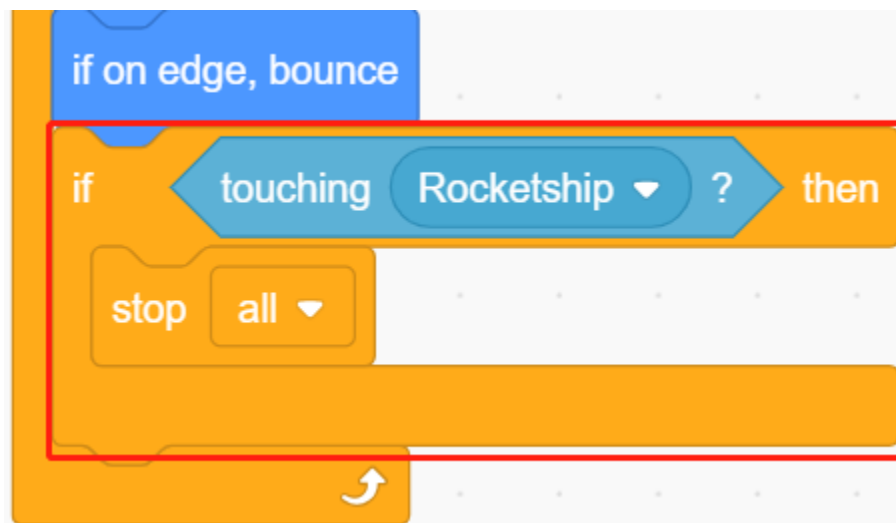 if on edge, bounce
if touching Rocketship ? then
stop all